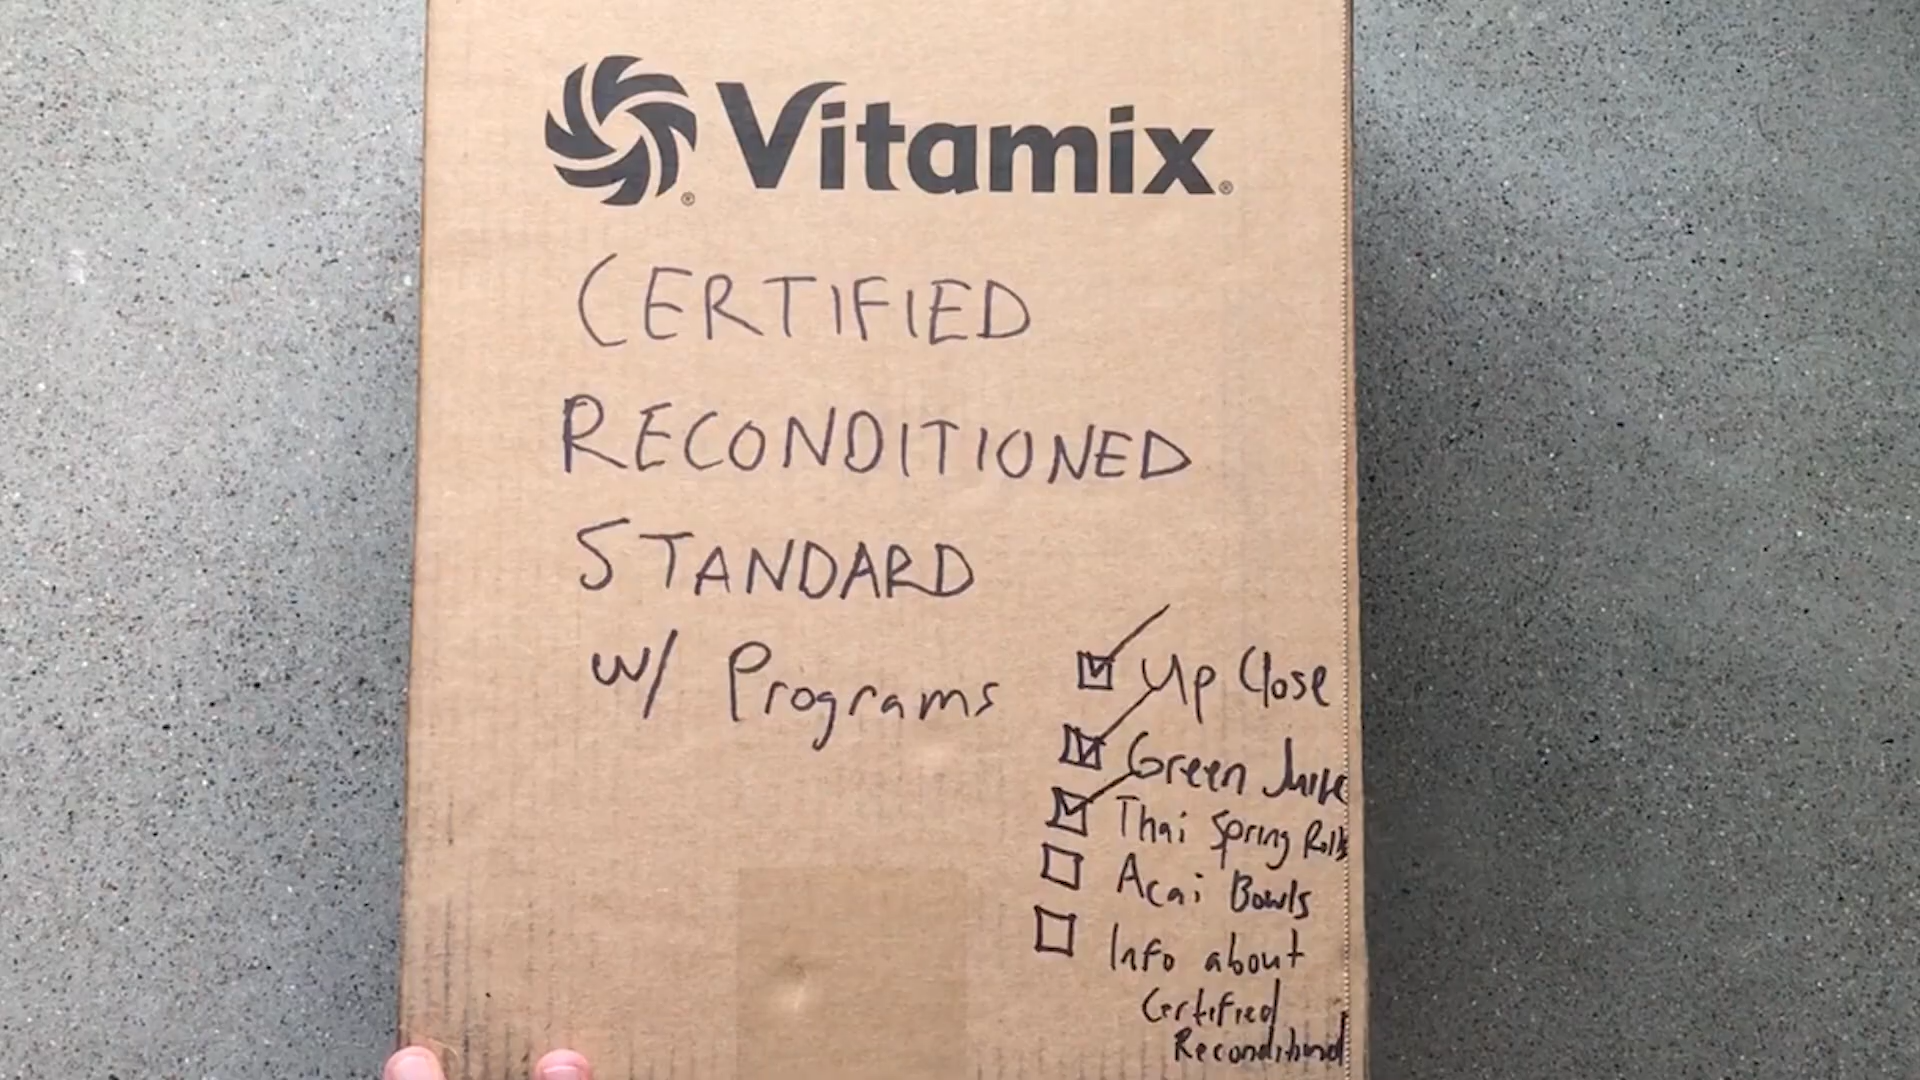 Vitamix
CERTIFIED
RECONDITIONED
STANDARD
w/ Programs
Up Close
Green Juice
Thai Spring Rolls
Acai Bowls
Info about
Certified
Reconditioned